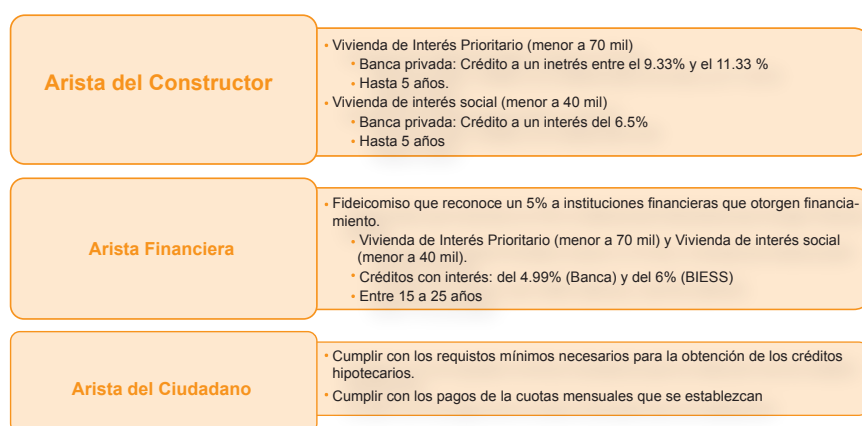 Arista del Constructor
• Vivienda de Interés Prioritario (menor a 70 mil)
• Banca privada: Crédito a un inetrés entre el 9.33% y el 11.33 %
• Hasta 5 años.
• Vivienda de interés social (menor a 40 mil)
• Banca privada: Crédito a un interés del 6.5%
• Hasta 5 años
Arista Financiera
• Fideicomiso que reconoce un 5% a instituciones financieras que otorgen financia-
miento.
• Vivienda de Interés Prioritario (menor a 70 mil) y Vivienda de interés social
(menor a 40 mil).
• Créditos con interés: del 4.99% (Banca) y del 6% (BIESS)
• Entre 15 a 25 años
Arista del Ciudadano
• Cumplir con los requistos mínimos necesarios para la obtención de los créditos
hipotecarios.
• Cumplir con los pagos de la cuotas mensuales que se establezcan